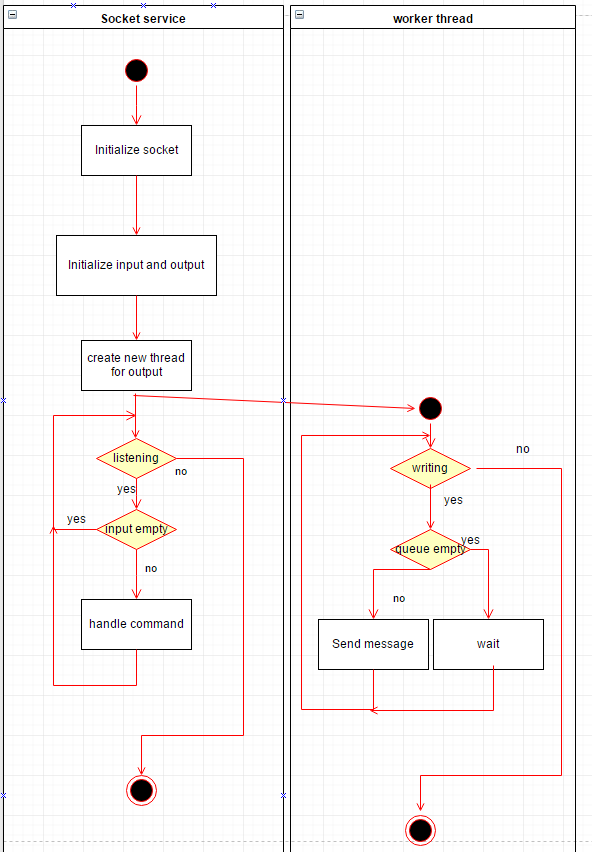 Socket service
worker thread
Initialize socket
Initialize input and output
create new thread
for output
listening
no
yes
input empty
yes
no
handle command
writing
no
yes
queue empty
yes
no
Send message
wait